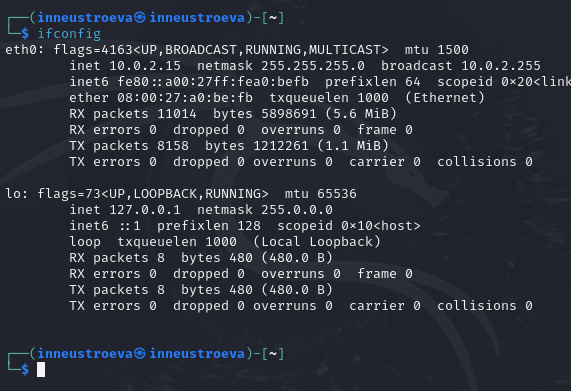 ┌──(inneustroeva㉿inneustroeva)-[~]
└─$ ifconfig
eth0: flags=4163<UP,BROADCAST,RUNNING,MULTICAST>  mtu 1500
        inet 10.0.2.15  netmask 255.255.255.0  broadcast 10.0.2.255
        inet6 fe80::a00:27ff:fea0:befb  prefixlen 64  scopeid 0×20<link
        ether 08:00:27:a0:be:fb  txqueuelen 1000  (Ethernet)
        RX packets 11014  bytes 5898691 (5.6 MiB)
        RX errors 0  dropped 0  overruns 0  frame 0
        TX packets 8158  bytes 1212261 (1.1 MiB)
        TX errors 0  dropped 0 overruns 0  carrier 0  collisions 0

lo: flags=73<UP,LOOPBACK,RUNNING>  mtu 65536
        inet 127.0.0.1  netmask 255.0.0.0
        inet6 ::1  prefixlen 128  scopeid 0×10<host>
        loop  txqueuelen 1000  (Local Loopback)
        RX packets 8  bytes 480 (480.0 B)
        RX errors 0  dropped 0  overruns 0  frame 0
        TX packets 8  bytes 480 (480.0 B)
        TX errors 0  dropped 0 overruns 0  carrier 0  collisions 0

┌──(inneustroeva㉿inneustroeva)-[~]
└─$